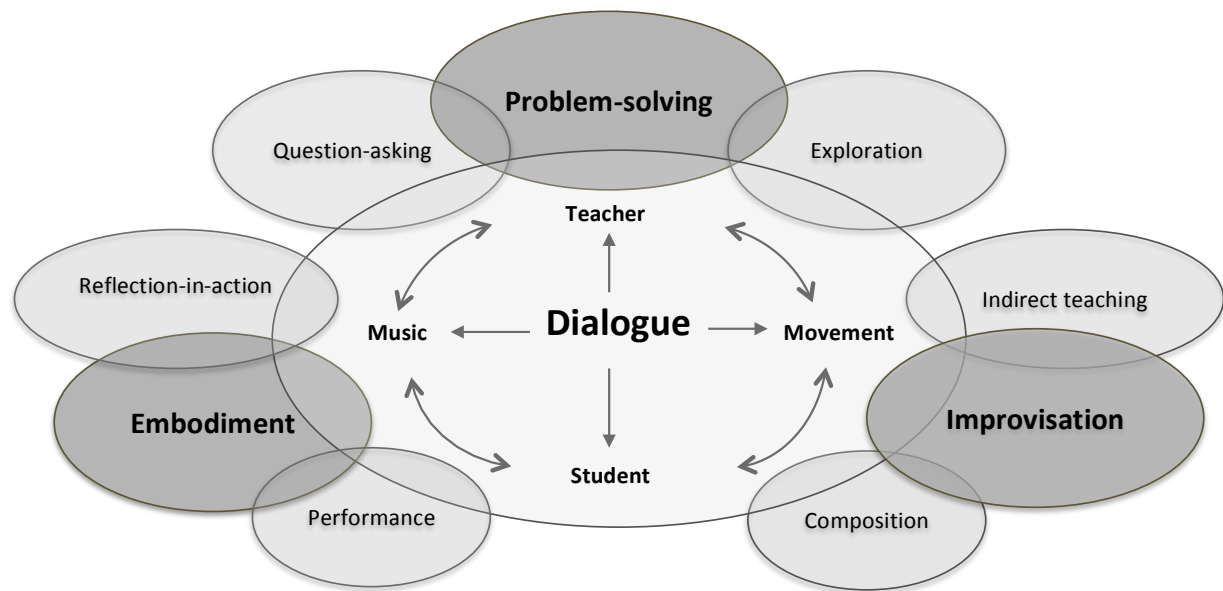 Problem-solving
Question-asking
Exploration
Teacher
Reflection-in-action
Indirect teaching
Music
Dialogue
Movement
Embodiment
Improvisation
Student
Performance
Composition